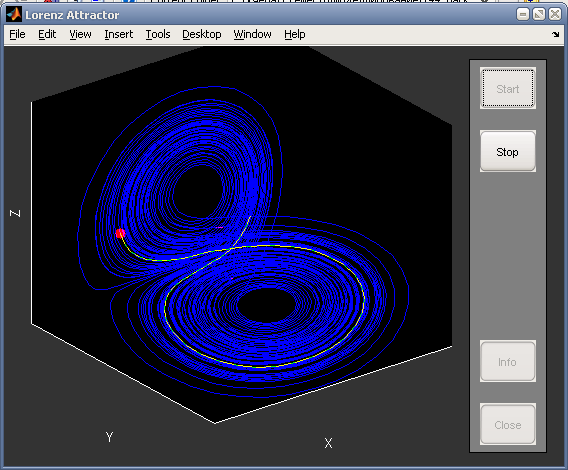 Lorenz Attractor
File Edit View Insert Tools Desktop Window Help
Start
Stop
Z
Info
Close
Y
X